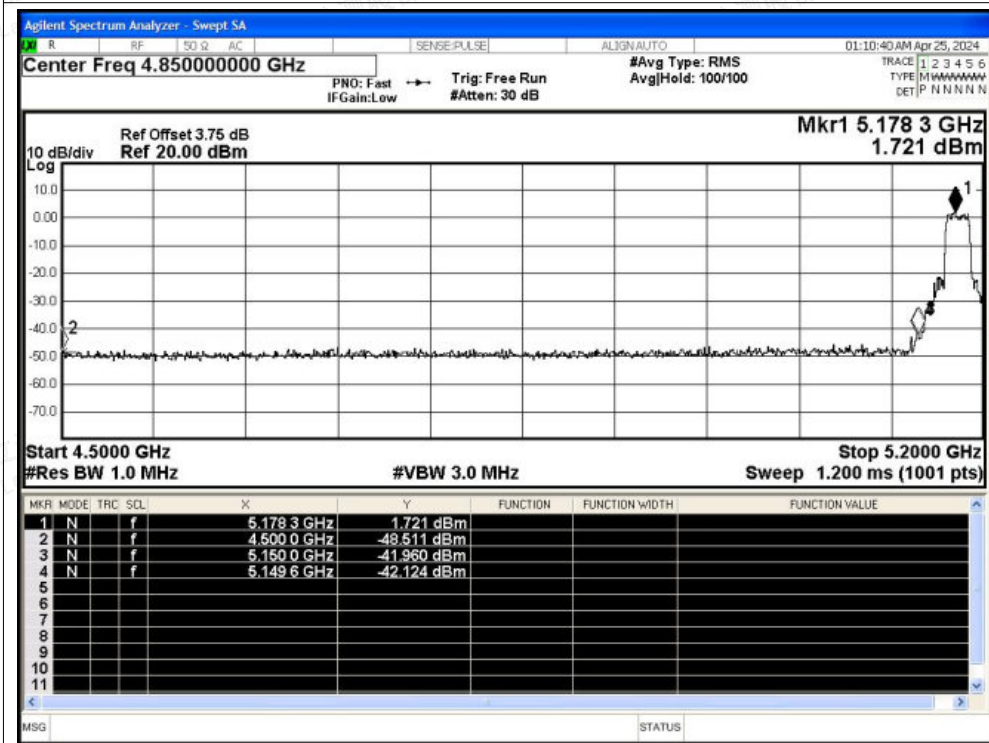 Agilent Spectrum Analyzer - Swept SA
LXI R RF 50 Ω AC SENSE:PULSE ALIGN AUTO 01:10:40 AM Apr 25, 2024
Center Freq 4.850000000 GHz
PNO: Fast
IFGain:Low
Trig: Free Run
#Atten: 30 dB
#Avg Type: RMS
Avg|Hold: 100/100
TRACE 1 2 3 4 5 6
TYPE M
DET P N N N N N
Ref Offset 3.75 dB
10 dB/div Ref 20.00 dBm
Log
Mkr1 5.178 3 GHz
1.721 dBm
10.0
0.00
-10.0
-20.0
-30.0
-40.0
-50.0
-60.0
-70.0
1
2
Start 4.5000 GHz Stop 5.2000 GHz
#Res BW 1.0 MHz #VBW 3.0 MHz Sweep 1.200 ms (1001 pts)
MKR MODE TRC SCL X Y FUNCTION FUNCTION WIDTH FUNCTION VALUE
1 N f 5.178 3 GHz 1.721 dBm
2 N f 4.500 0 GHz -48.511 dBm
3 N f 5.150 0 GHz -41.960 dBm
4 N f 5.149 6 GHz -42.124 dBm
5
6
7
8
9
10
11
MSG STATUS